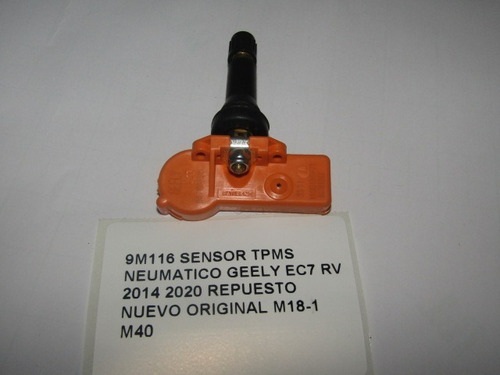 9M116 SENSOR TPMS
NEUMATICO GEELY EC7 RV
2014 2020 REPUESTO
NUEVO ORIGINAL M18-1
M40